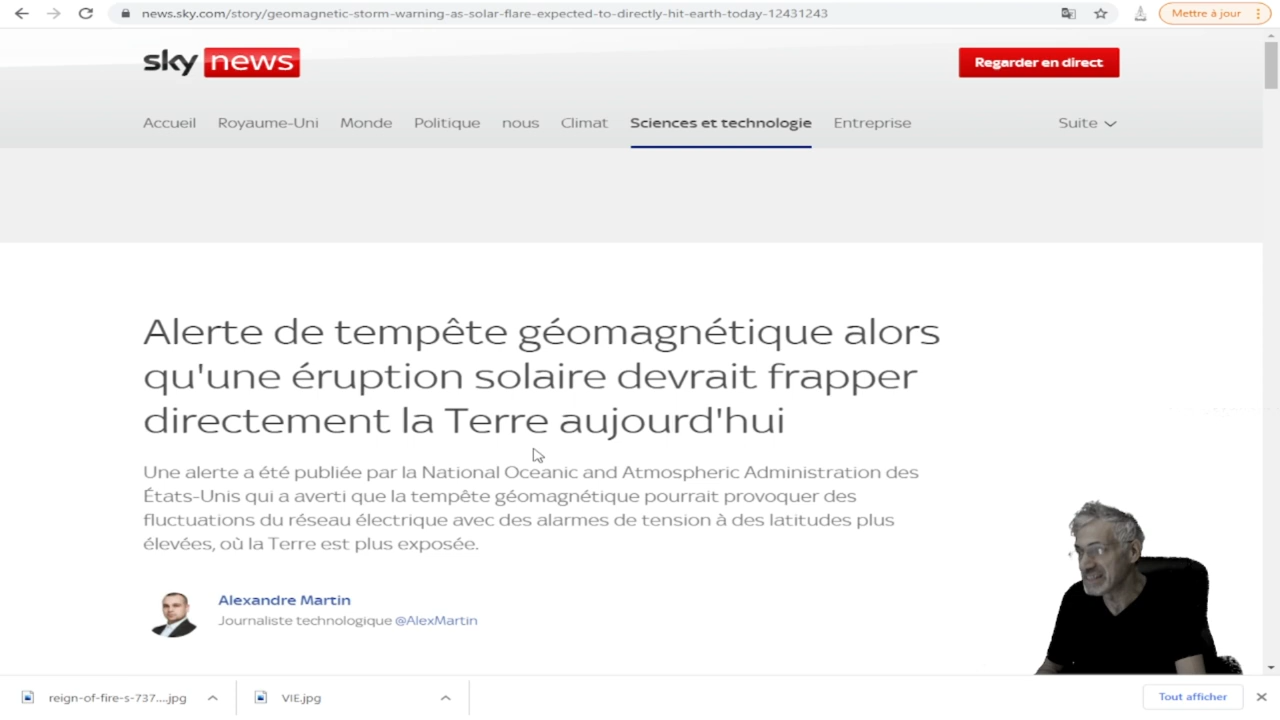 news.sky.com/story/geomagnetic-storm-warning-as-solar-flare-expected-to-directly-hit-earth-today-12431243
Mettre à jour
sky news
Regarder en direct
Accueil Royaume-Uni Monde Politique nous Climat Sciences et technologie Entreprise Suite
Alerte de tempête géomagnétique alors
qu'une éruption solaire devrait frapper
directement la Terre aujourd'hui
Une alerte a été publiée par la National Oceanic and Atmospheric Administration des
États-Unis qui a averti que la tempête géomagnétique pourrait provoquer des
fluctuations du réseau électrique avec des alarmes de tension à des latitudes plus
élevées, où la Terre est plus exposée.
Alexandre Martin
Journaliste technologique @AlexMartin
reign-of-fire-s-737....jpg VIE.jpg Tout afficher